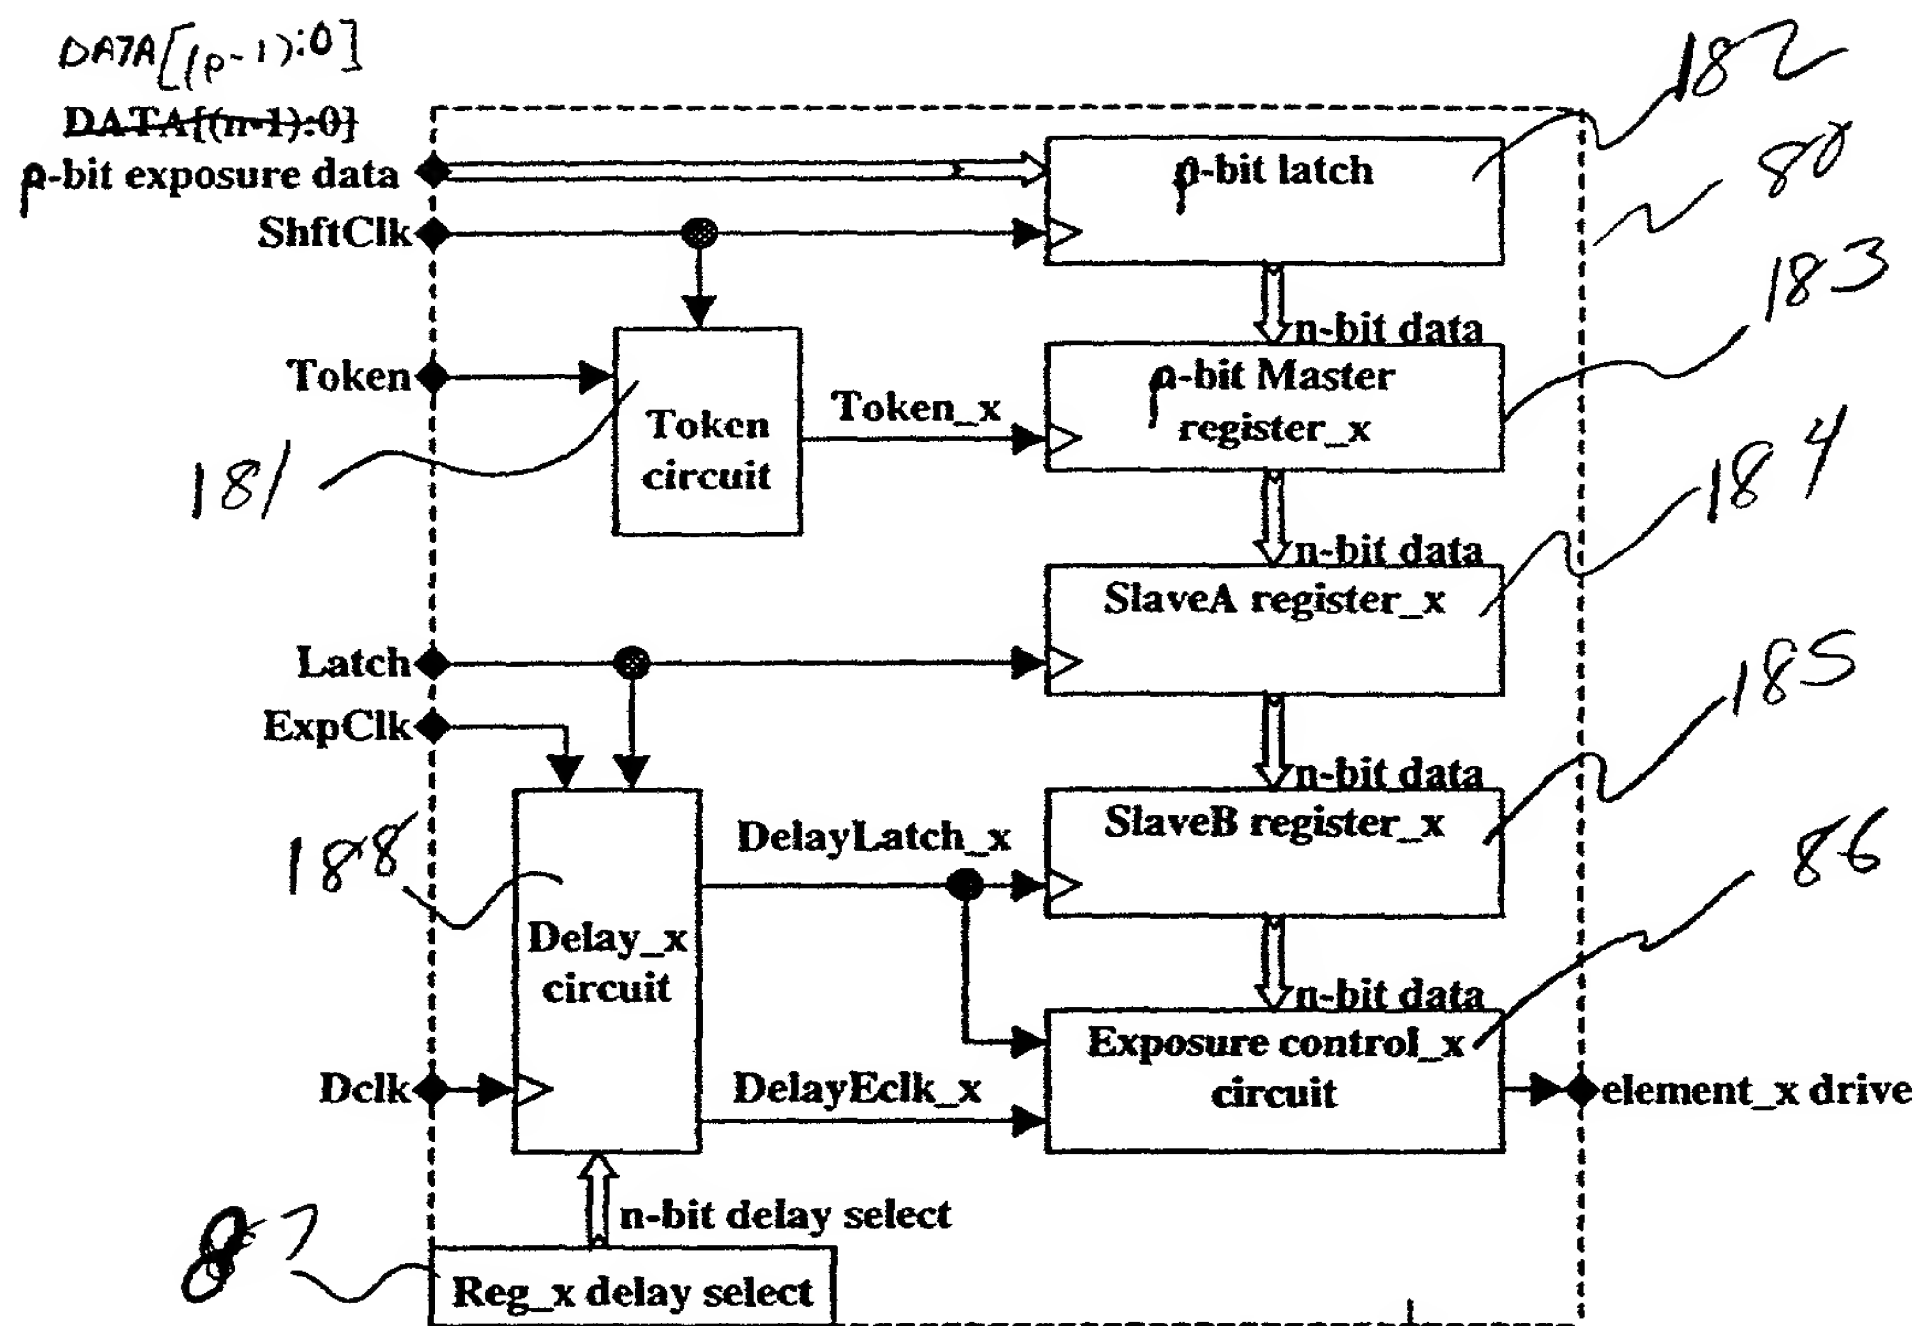 DATA[(p-1):0]
DATA[(n-1):0]
p-bit exposure data
ShftClk
Token
Latch
ExpClk
Dclk
182
80
183
184
185
86
181
188
87
p-bit latch
n-bit data
p-bit Master
register_x
n-bit data
SlaveA register_x
n-bit data
SlaveB register_x
n-bit data
Exposure control_x
circuit
element_x drive
Token
circuit
Token_x
Delay_x
circuit
DelayLatch_x
DelayEclk_x
n-bit delay select
Reg_x delay select